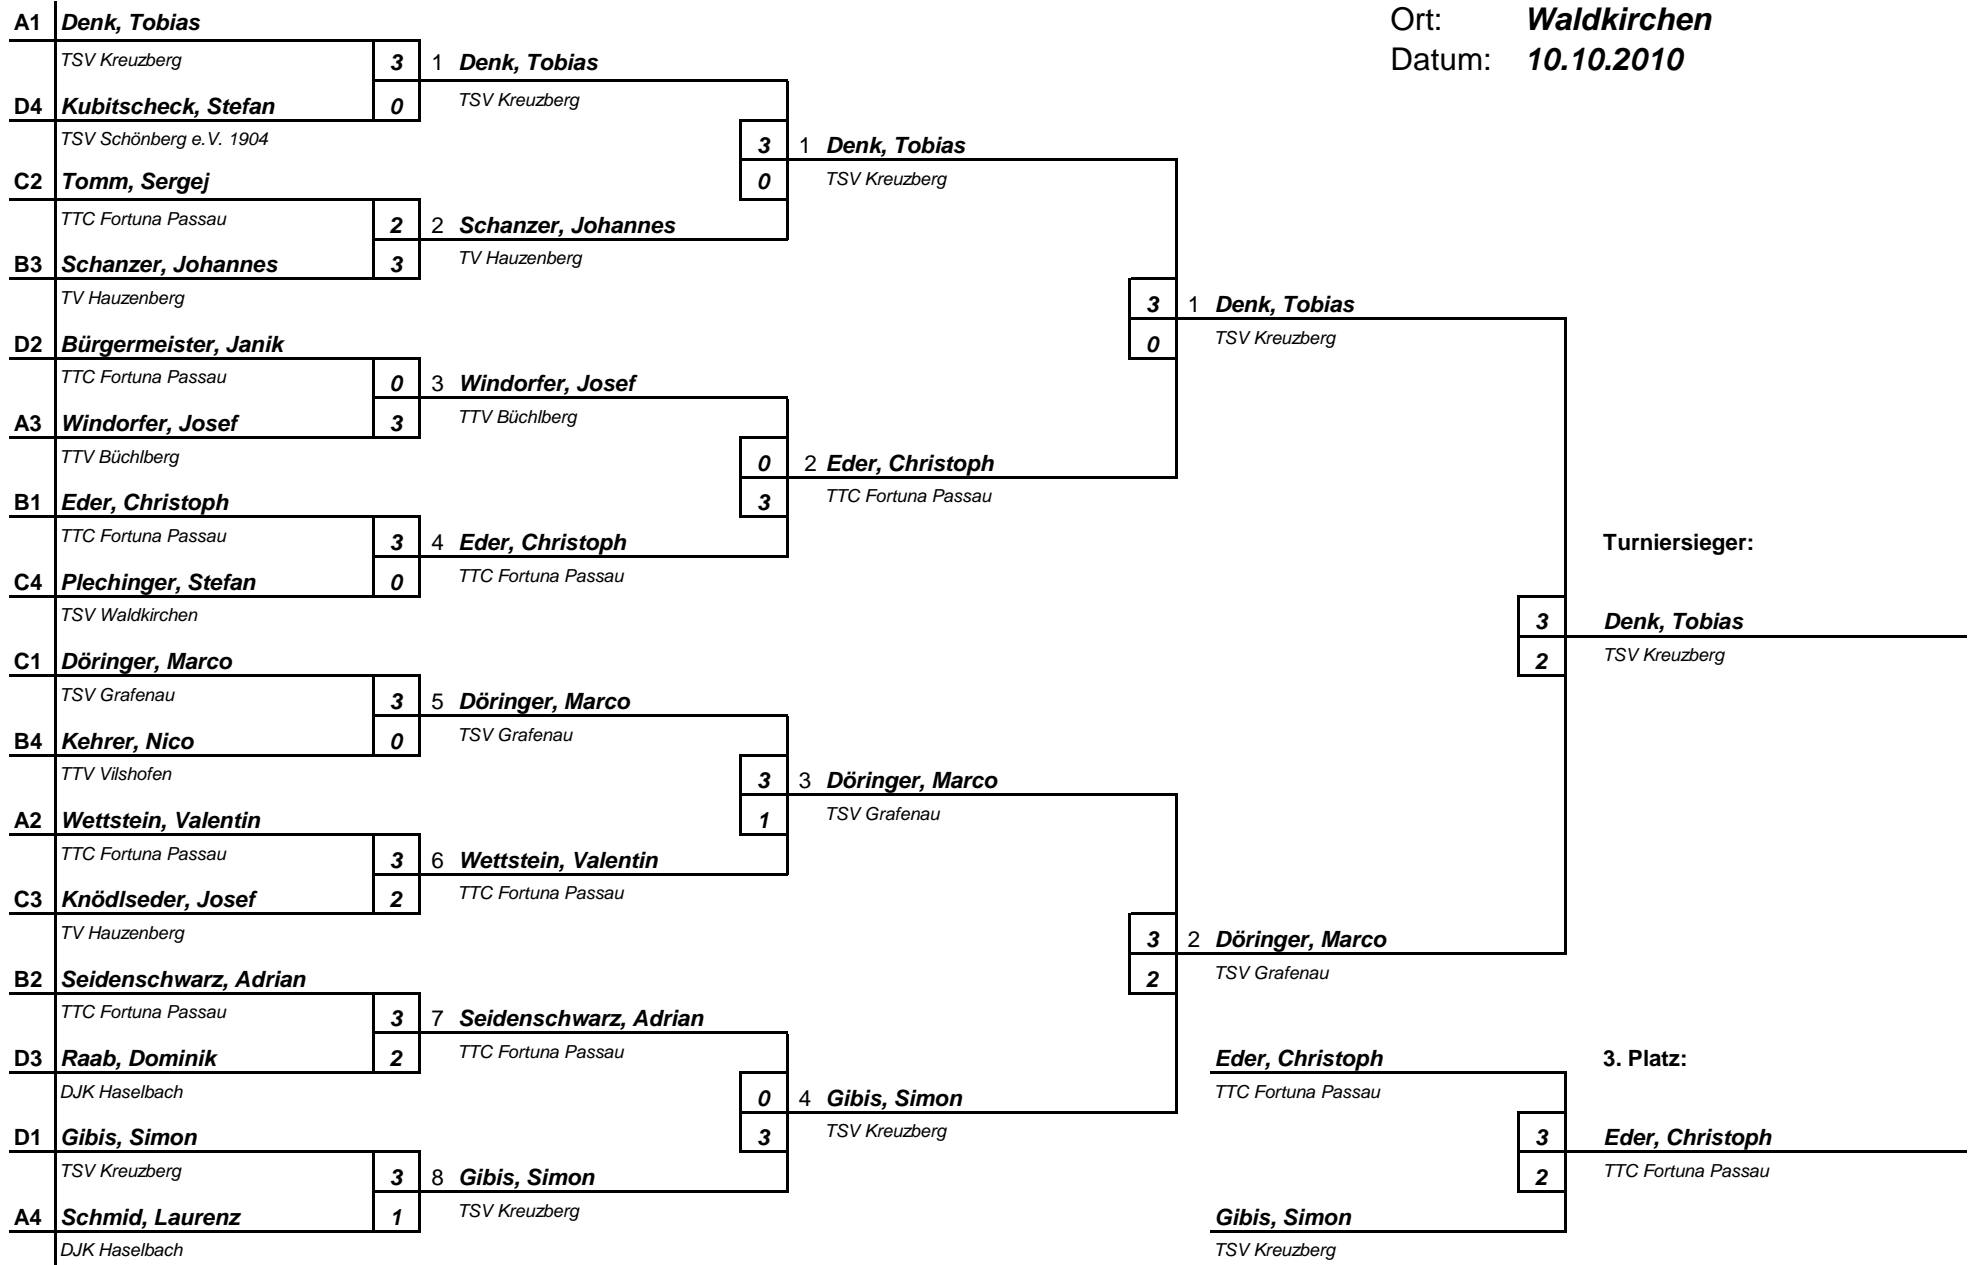 A1 Denk, Tobias
Ort: Waldkirchen
TSV Kreuzberg 3 1 Denk, Tobias
Datum: 10.10.2010
D4 Kubitscheck, Stefan 0 TSV Kreuzberg
TSV Schönberg e.V. 1904 3 1 Denk, Tobias
C2 Tomm, Sergej 0 TSV Kreuzberg
TTC Fortuna Passau 2 2 Schanzer, Johannes
B3 Schanzer, Johannes 3 TV Hauzenberg
TV Hauzenberg 3 1 Denk, Tobias
D2 Bürgermeister, Janik 0 TSV Kreuzberg
TTC Fortuna Passau 0 3 Windorfer, Josef
A3 Windorfer, Josef 3 TTV Büchlberg
TTV Büchlberg 0 2 Eder, Christoph
B1 Eder, Christoph 3 TTC Fortuna Passau
TTC Fortuna Passau 3 4 Eder, Christoph Turniersieger:
C4 Plechinger, Stefan 0 TTC Fortuna Passau
TSV Waldkirchen 3 Denk, Tobias
C1 Döringer, Marco 2 TSV Kreuzberg
TSV Grafenau 3 5 Döringer, Marco
B4 Kehrer, Nico 0 TSV Grafenau
TTV Vilshofen 3 3 Döringer, Marco
A2 Wettstein, Valentin 1 TSV Grafenau
TTC Fortuna Passau 3 6 Wettstein, Valentin
C3 Knödlseder, Josef 2 TTC Fortuna Passau
TV Hauzenberg 3 2 Döringer, Marco
B2 Seidenschwarz, Adrian 2 TSV Grafenau
TTC Fortuna Passau 3 7 Seidenschwarz, Adrian
D3 Raab, Dominik 2 TTC Fortuna Passau Eder, Christoph 3. Platz:
DJK Haselbach 0 4 Gibis, Simon TTC Fortuna Passau
D1 Gibis, Simon 3 TSV Kreuzberg 3 Eder, Christoph
TSV Kreuzberg 3 8 Gibis, Simon 2 TTC Fortuna Passau
A4 Schmid, Laurenz 1 TSV Kreuzberg Gibis, Simon
DJK Haselbach TSV Kreuzberg